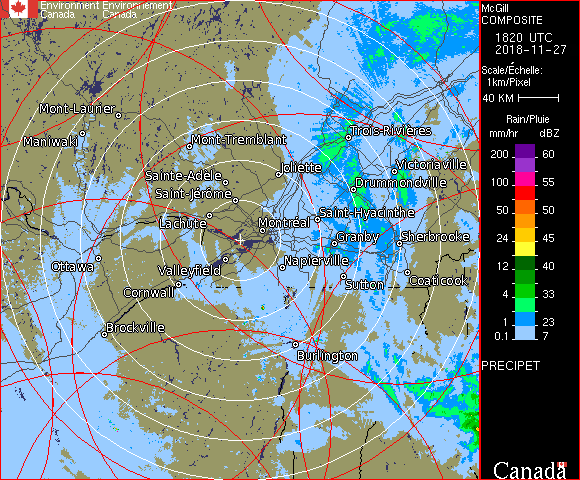 Environment Environnement
Canada Canada
McGill
COMPOSITE
1820 UTC
2018-11-27
Scale/Échelle:
1km/Pixel
40 KM
Rain/Pluie
mm/hr dBZ
200 60
100 55
50 50
24 45
12 40
4 30
1 23
0.1 7
PRECIPET
Canada
Mont-Laurier
Maniwaki
Mont-Tremblant
Trois-Rivières
Joliette
Victoriaville
Sainte-Adèle
Drummondville
Saint-Jérôme
Saint-Hyacinthe
Lachute
Montréal
Granby
Sherbrooke
Ottawa
Valleyfield
Napierville
Coaticook
Cornwall
Sutton
Brockville
Burlington